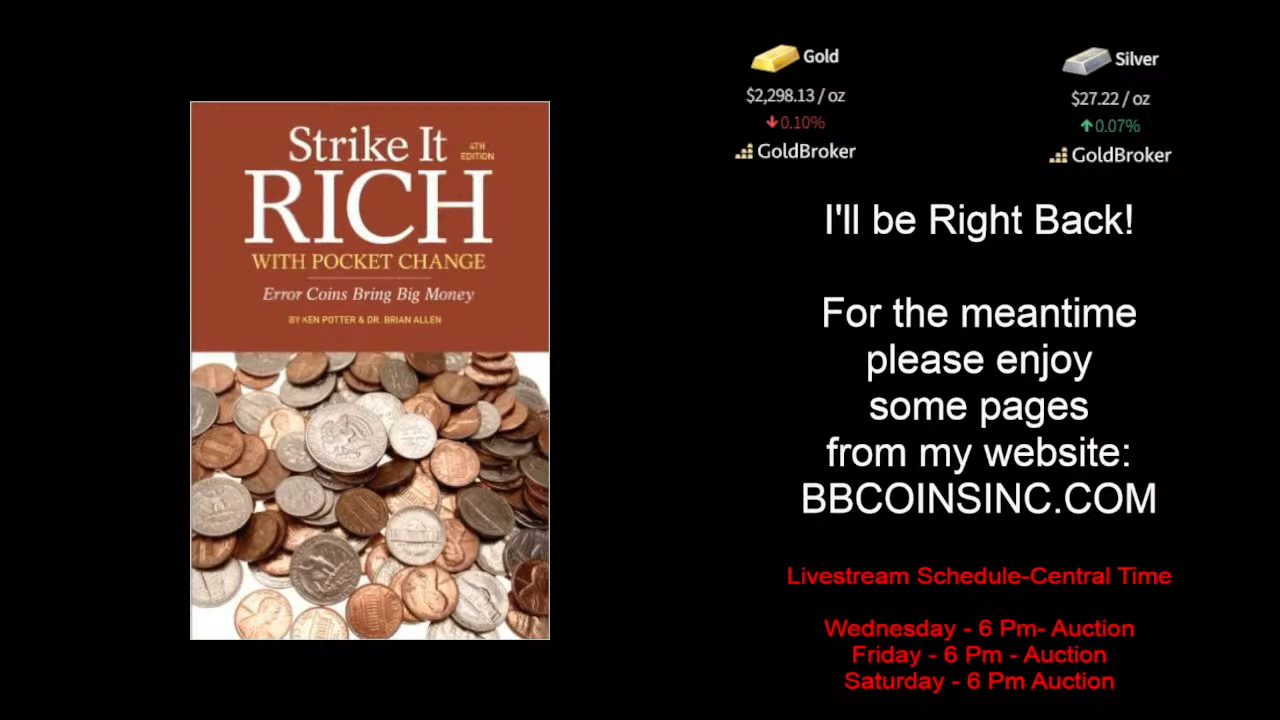 Strike It
4TH
EDITION
RICH
WITH POCKET CHANGE
Error Coins Bring Big Money
BY KEN POTTER & DR. BRIAN ALLEN
Gold
$2,298.13 / oz
0.10%
GoldBroker
Silver
$27.22 / oz
0.07%
GoldBroker
I'll be Right Back!
For the meantime
please enjoy
some pages
from my website:
BBCOINSINC.COM
Livestream Schedule-Central Time
Wednesday - 6 Pm- Auction
Friday - 6 Pm - Auction
Saturday - 6 Pm Auction